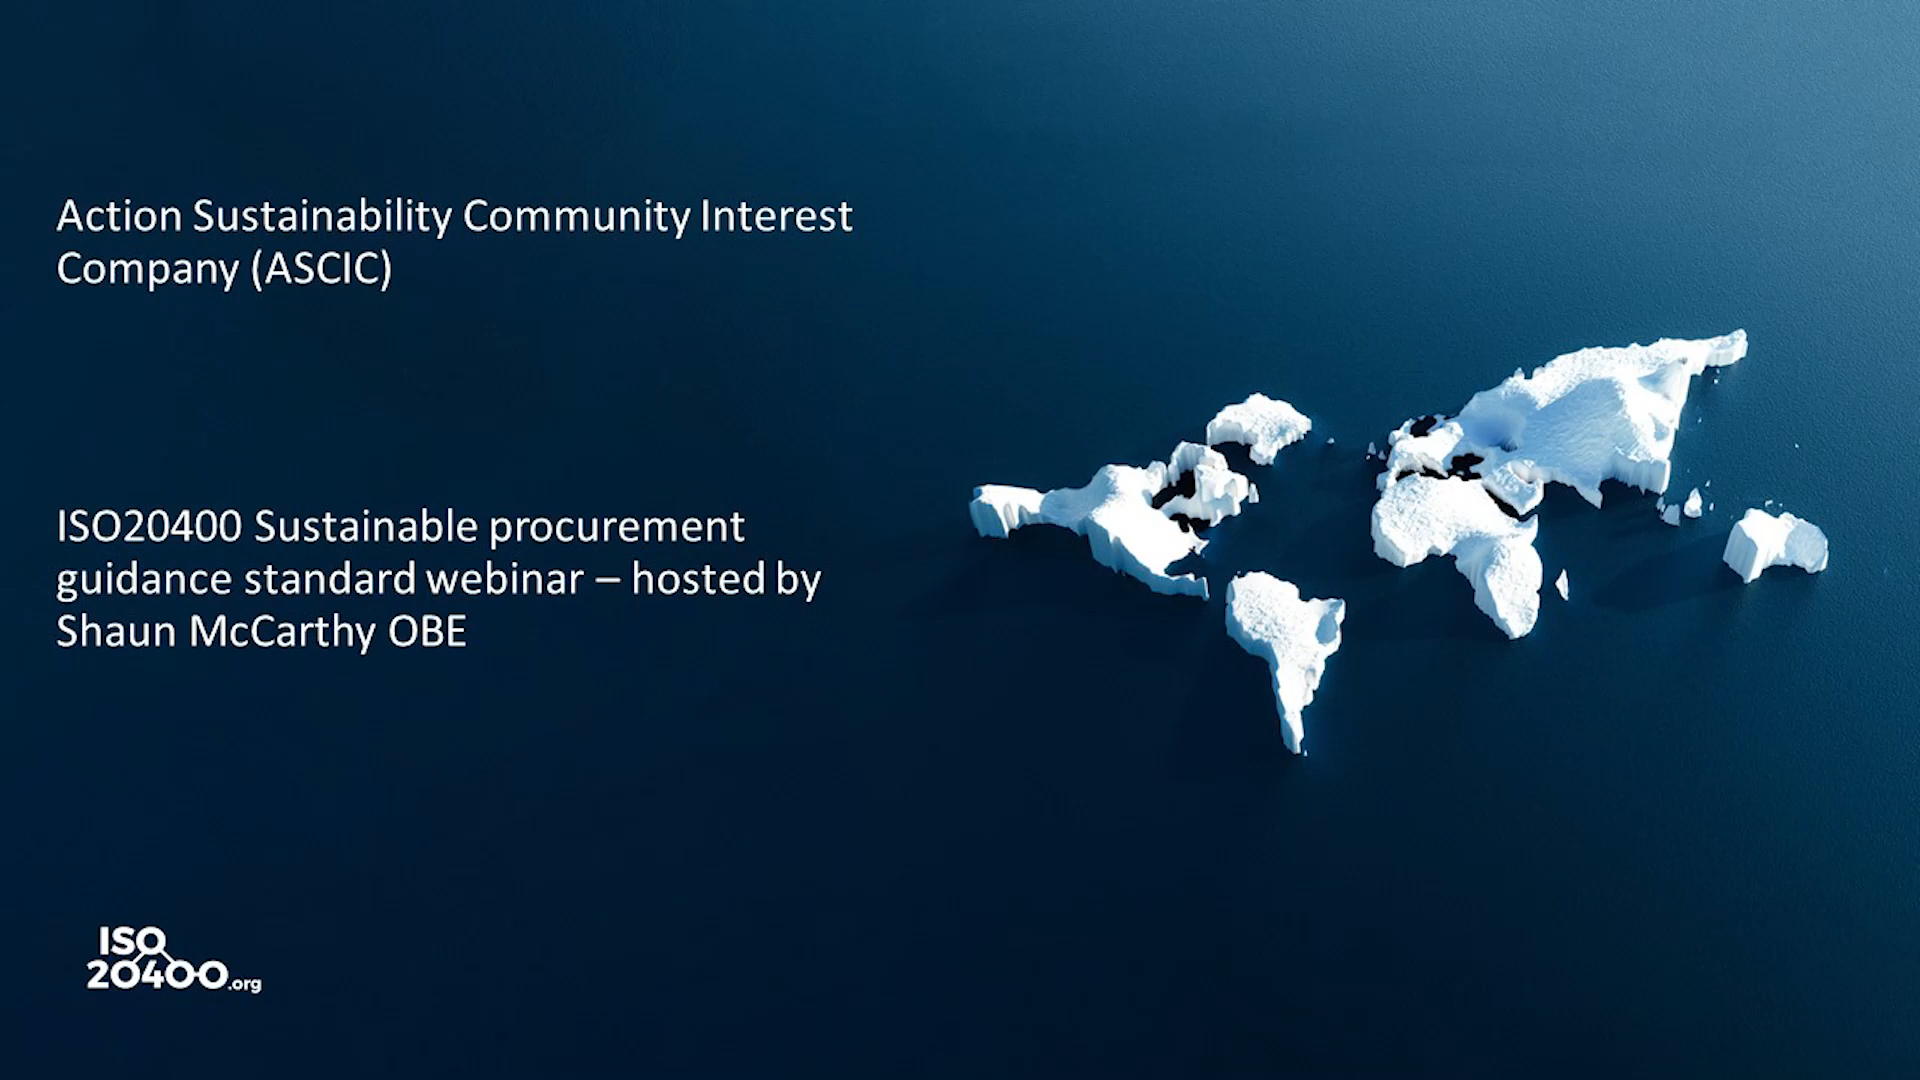 Action Sustainability Community Interest
Company (ASCIC)
ISO20400 Sustainable procurement
guidance standard webinar – hosted by
Shaun McCarthy OBE
ISO
20400.org